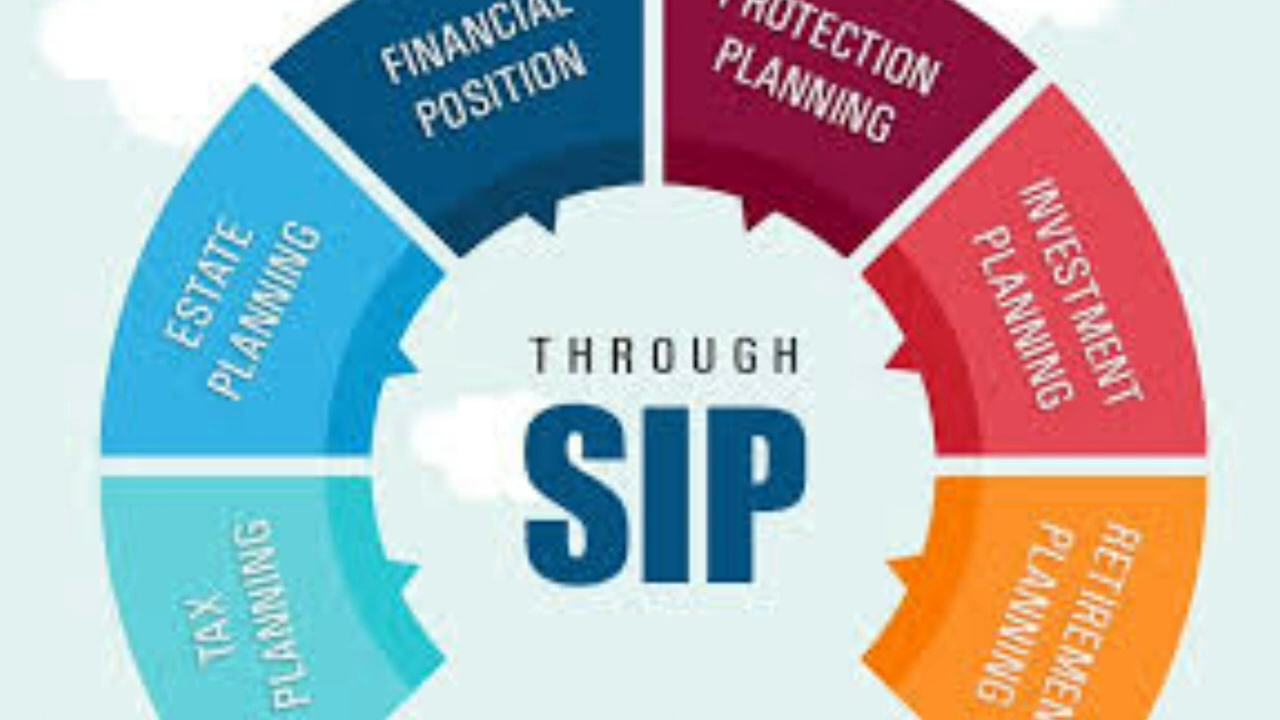 FINANCIAL
POSITION
PROTECTION
PLANNING
INVESTMENT
PLANNING
RETIREMENT
PLANNING
TAX
PLANNING
ESTATE
PLANNING
THROUGH
SIP